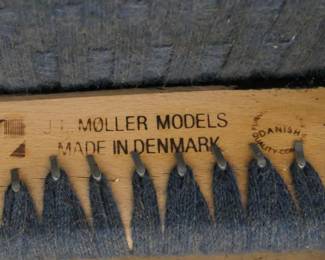 J.L. MØLLER MODELS
MADE IN DENMARK
DANISH